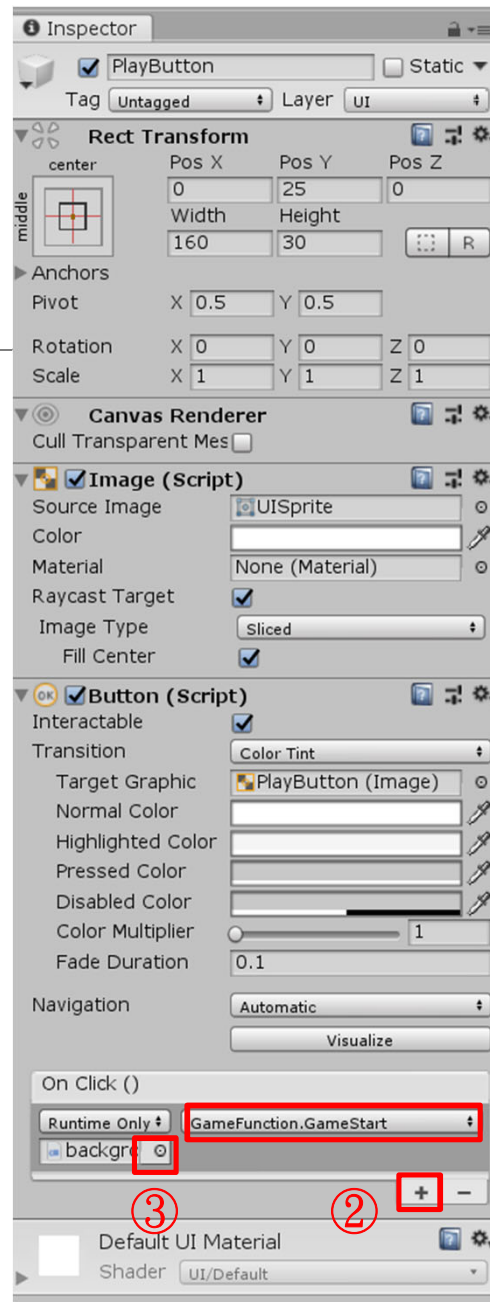 Inspector
PlayButton Static
Tag Untagged Layer UI
Rect Transform
center Pos X Pos Y Pos Z
middle 0 25 0
Width Height
160 30 R
Anchors
Pivot X 0.5 Y 0.5
Rotation X 0 Y 0 Z 0
Scale X 1 Y 1 Z 1
Canvas Renderer
Cull Transparent Mes
Image (Script)
Source Image UISprite
Color
Material None (Material)
Raycast Target
Image Type Sliced
Fill Center
OK Button (Script)
Interactable
Transition Color Tint
Target Graphic PlayButton (Image)
Normal Color
Highlighted Color
Pressed Color
Disabled Color
Color Multiplier 1
Fade Duration 0.1
Navigation Automatic
Visualize
On Click ()
Runtime Only GameFunction.GameStart
backgro
+ −
③ ②
Default UI Material
Shader UI/Default